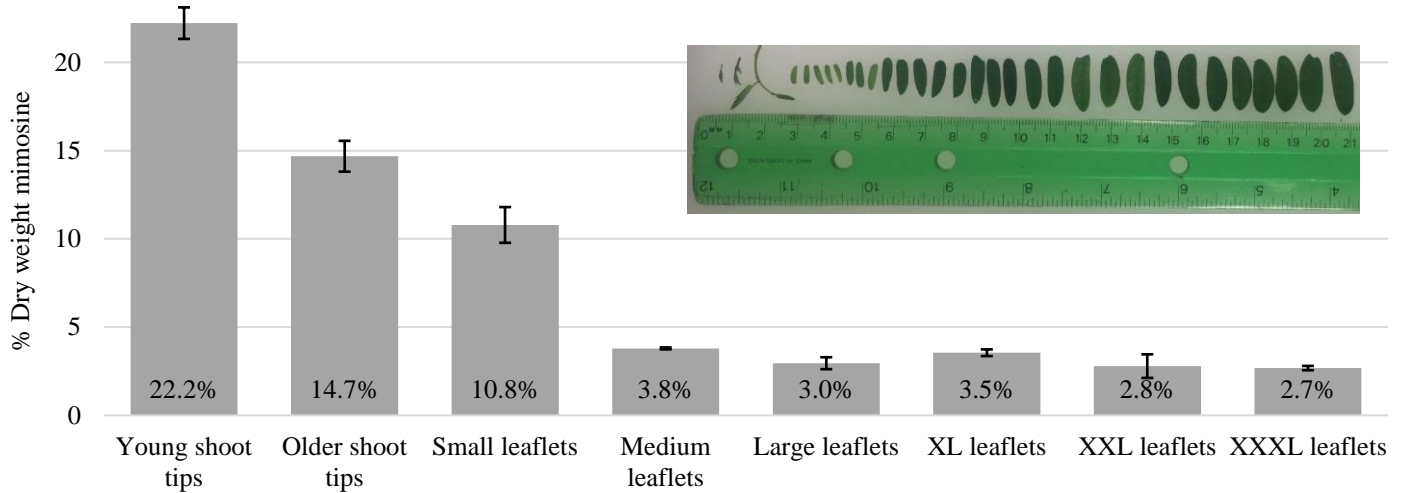 % Dry weight mimosine
20
15
10
5
0
22.2%
14.7%
10.8%
3.8%
3.0%
3.5%
2.8%
2.7%
Young shoot
tips
Older shoot
tips
Small leaflets
Medium
leaflets
Large leaflets
XL leaflets
XXL leaflets
XXXL leaflets
0 mm 1 2 3 4 5 6 7 8 9 10 11 12 13 14 15 16 17 18 19 20 21
12 11 10 9 8 7 6 5 4